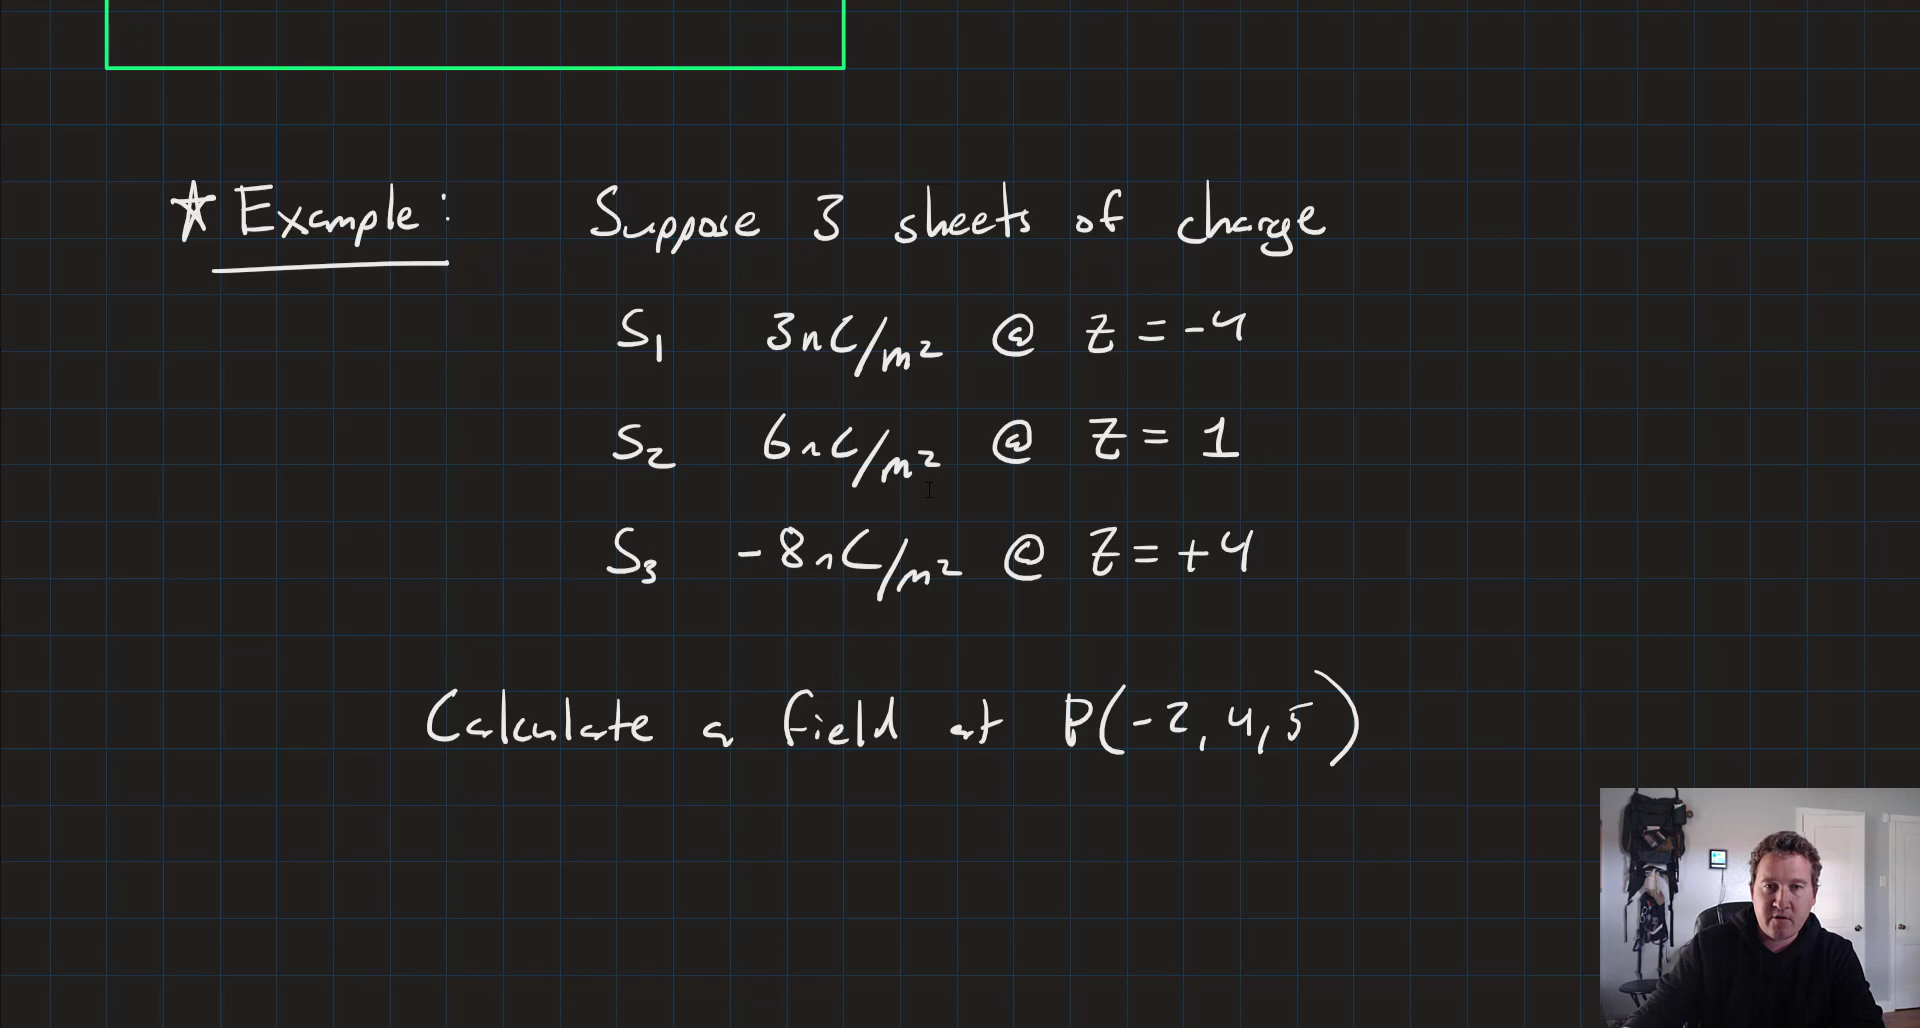 ★ Example: Suppose 3 sheets of charge
S₁ 3nC/m² @ z = -4
S₂ 6nC/m² @ z = 1
S₃ -8nC/m² @ z = +4
Calculate a field at P(-2, 4, 5)